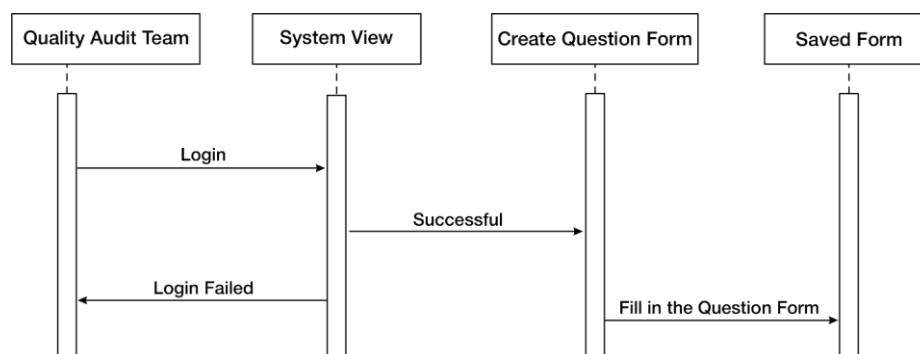 Quality Audit Team
System View
Create Question Form
Saved Form
Login
Successful
Login Failed
Fill in the Question Form